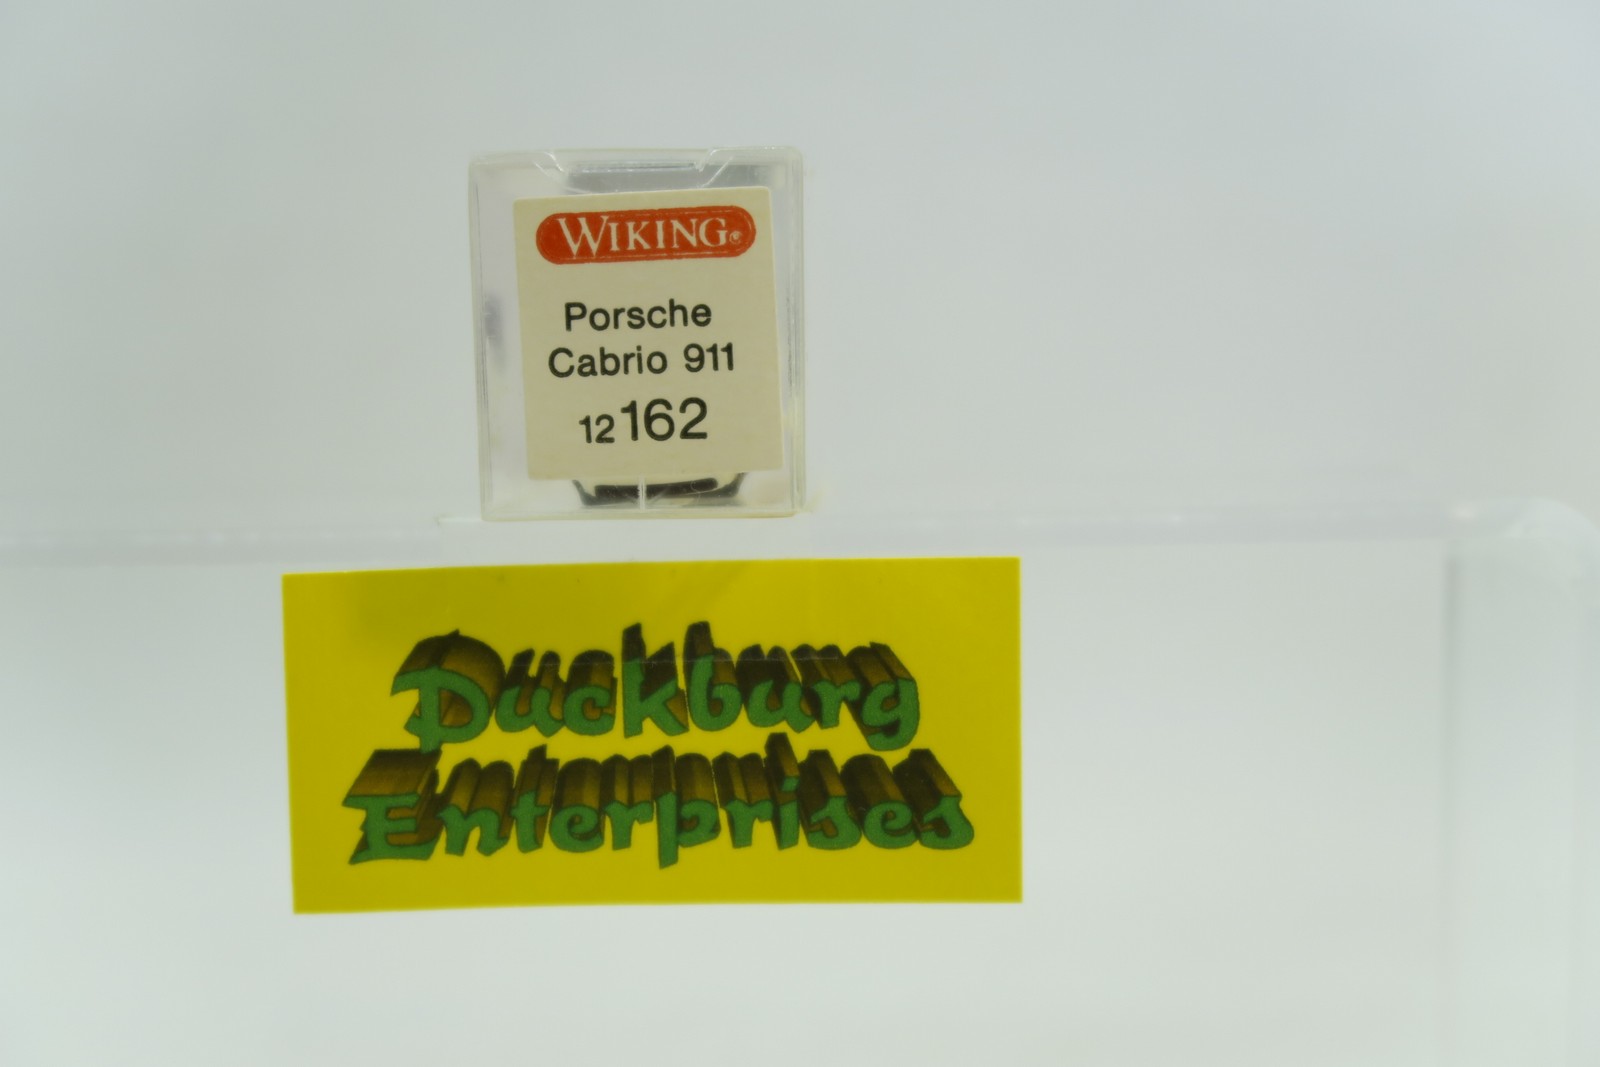 WIKING®
Porsche
Cabrio 911
12162
Duckburg
Enterprises